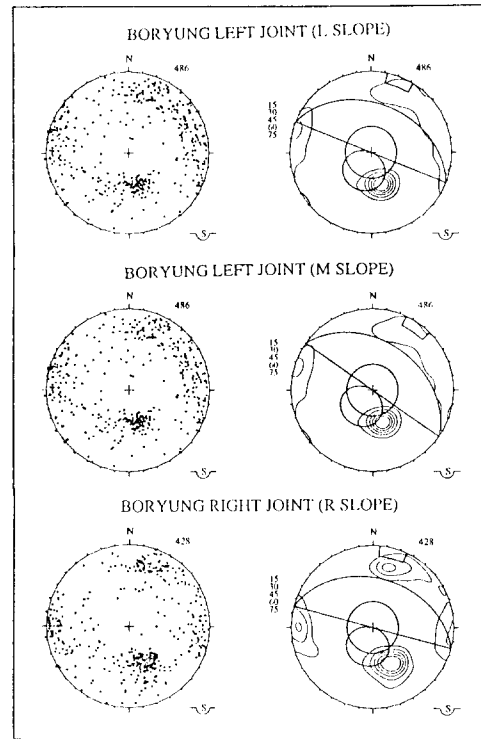 BORYUNG LEFT JOINT (L SLOPE)
N 486 N 486
15
30
45
60
75
S S
BORYUNG LEFT JOINT (M SLOPE)
N 486 N 486
15
30
45
60
75
S S
BORYUNG RIGHT JOINT (R SLOPE)
N 428 N 428
15
30
45
60
75
S S